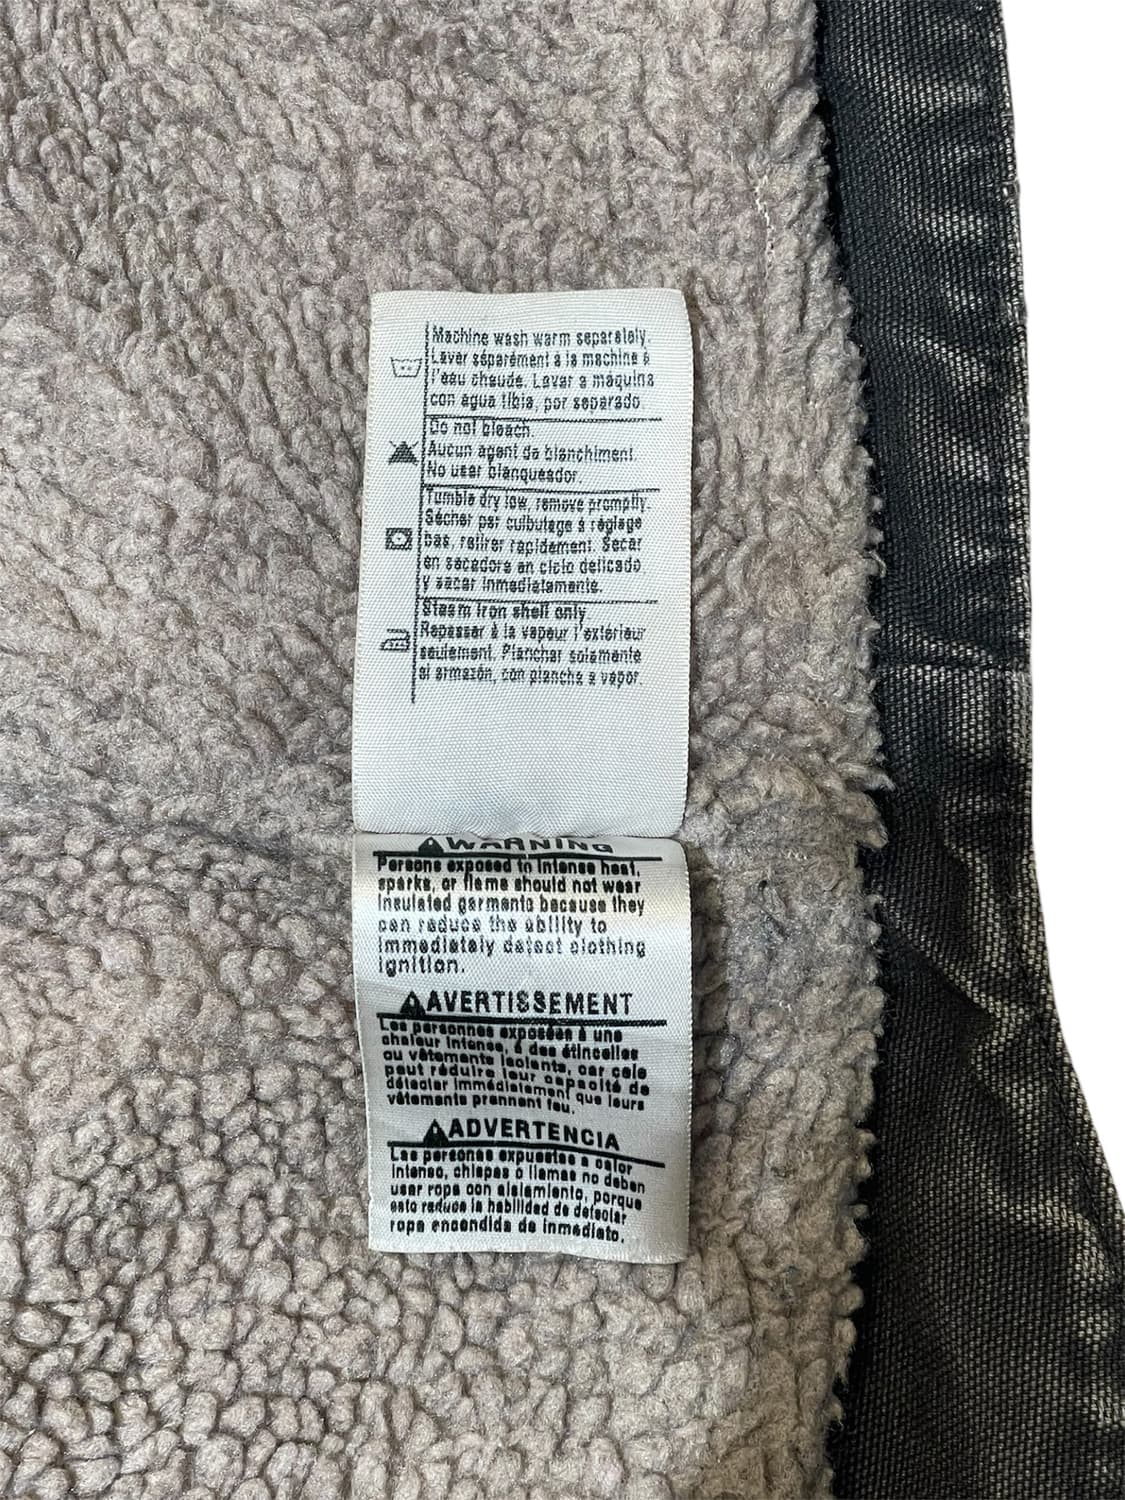 Machine wash warm separately.
Laver séparément à la machine à
l'eau chaude. Lavar a máquina
con agua tibia, por separado.
Do not bleach.
Aucun agent de blanchiment.
No usar blanqueador.
Tumble dry low, remove promptly.
Sécher par culbutage à réglage
bas, retirer rapidement. Secar
en secadora en ciclo delicado
y sacar inmediatamente.
Steam iron shell only.
Repasser à la vapeur l'extérieur
seulement. Planchar solamente
el armazón, con plancha a vapor.
WARNING
Persons exposed to intense heat,
sparks, or flame should not wear
insulated garments because they
can reduce the ability to
immediately detect clothing
ignition.
AVERTISSEMENT
Les personnes exposées à une
chaleur intense, à des étincelles
ou vêtements isolants, car cela
peut réduire leur capacité de
détecter immédiatement que leurs
vêtements prennent feu.
ADVERTENCIA
Las personas expuestas a calor
intenso, chispas o llamas no deben
usar ropa con aislamiento, porque
esto reduce la habilidad de detectar
ropa encendida de inmediato.